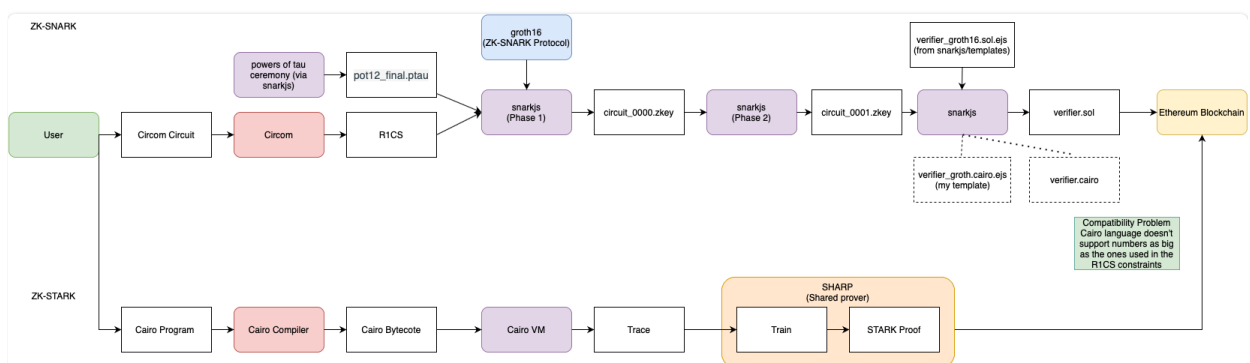 ZK-SNARK
groth16
(ZK-SNARK Protocol)
verifier_groth16.sol.ejs
(from snarkjs/templates)
powers of tau
ceremony (via
snarkjs)
pot12_final.ptau
User
Circom Circuit
Circom
R1CS
snarkjs
(Phase 1)
circuit_0000.zkey
snarkjs
(Phase 2)
circuit_0001.zkey
snarkjs
verifier.sol
Ethereum Blockchain
verifier_groth.cairo.ejs
(my template)
verifier.cairo
Compatibility Problem
Cairo language doesn't
support numbers as big
as the ones used in the
R1CS constraints
ZK-STARK
SHARP
(Shared prover)
Cairo Program
Cairo Compiler
Cairo Bytecote
Cairo VM
Trace
Train
STARK Proof